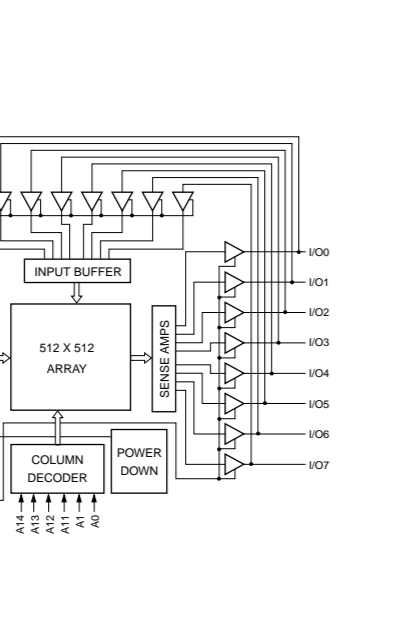 I/O0
INPUT BUFFER
I/O1
I/O2
512 X 512
ARRAY
SENSE AMPS
I/O3
I/O4
I/O5
I/O6
COLUMN
DECODER
POWER
DOWN
I/O7
A14
A13
A12
A11
A1
A0